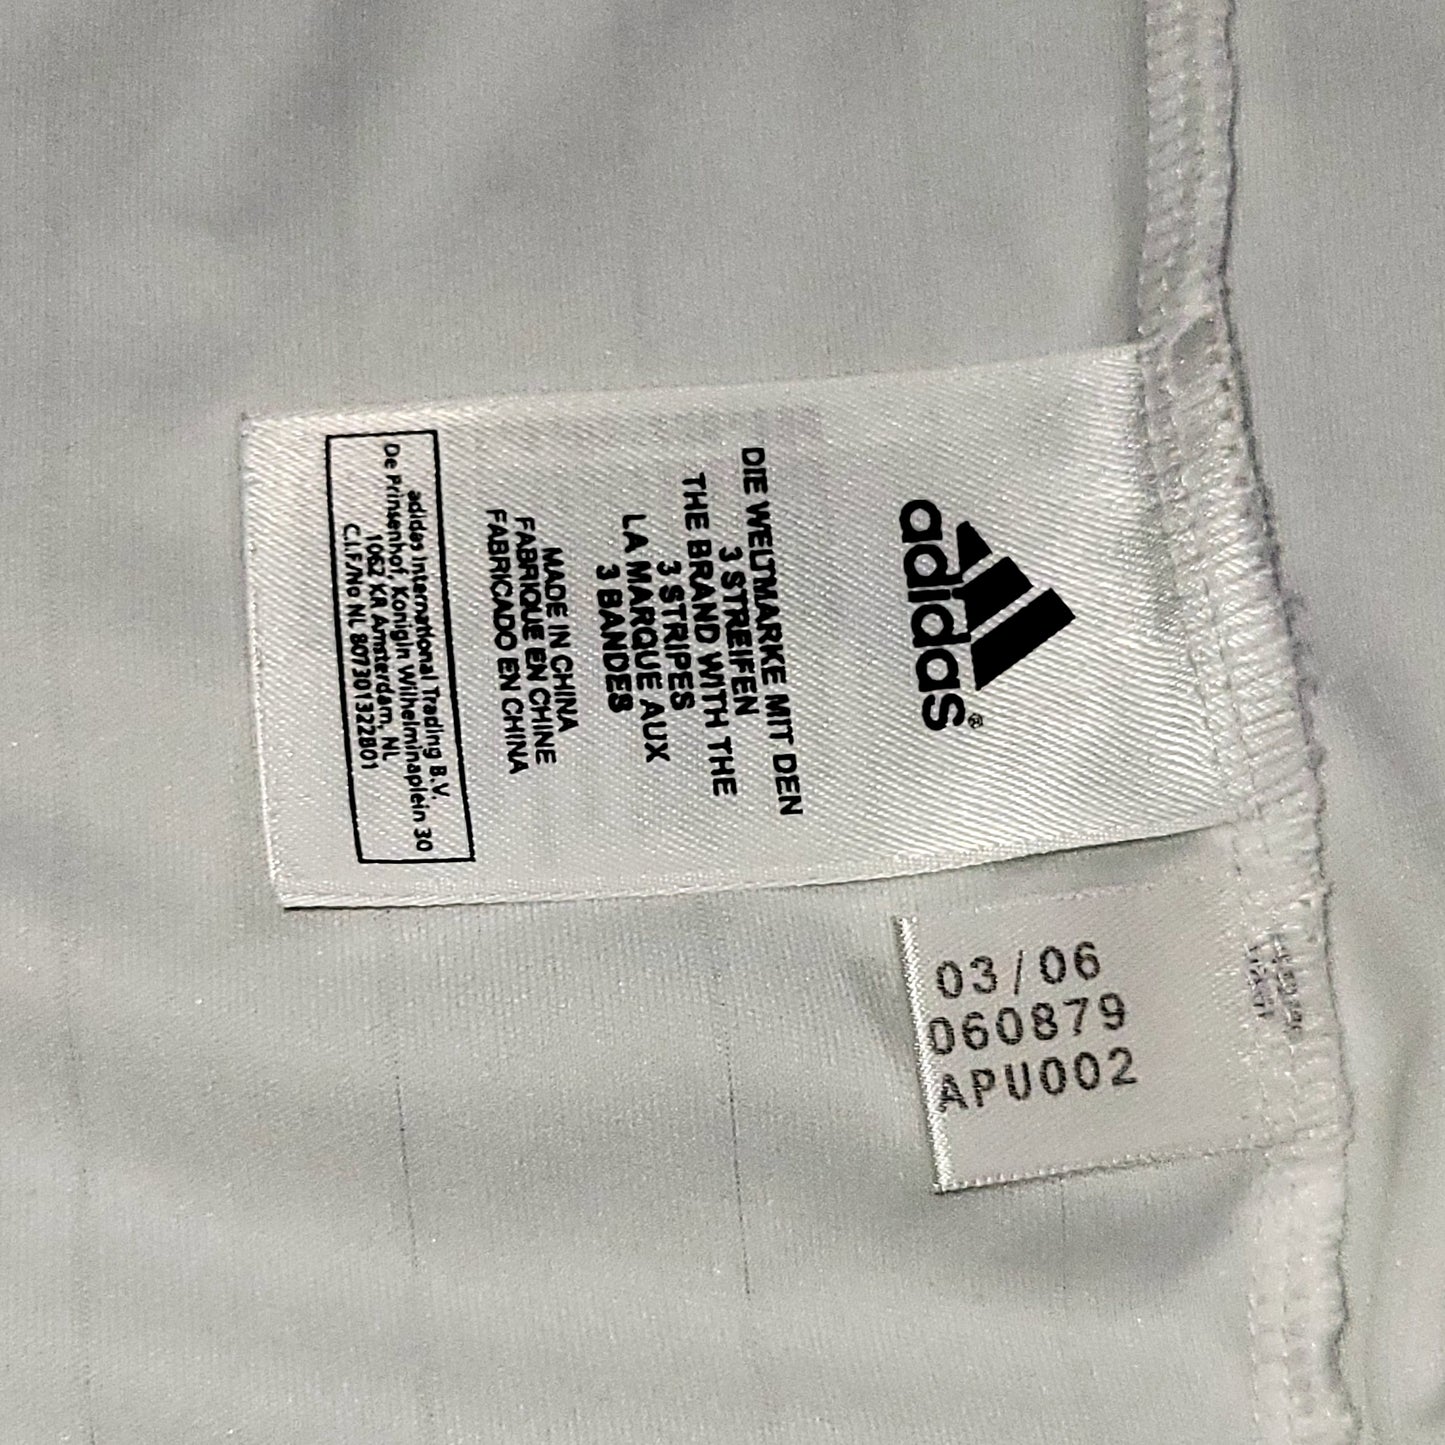 adidas®
DIE WELTMARKE MIT DEN
3 STREIFEN
THE BRAND WITH THE
3 STRIPES
LA MARQUE AUX
3 BANDES
MADE IN CHINA
FABRIQUE EN CHINE
FABRICADO EN CHINA
adidas International Trading B.V.
De Prinsenhof, Konigin Wilhelminaplein 30
1062 KR Amsterdam, NL
C.I.F/No NL 807301322B01
03/06
060879
APU002